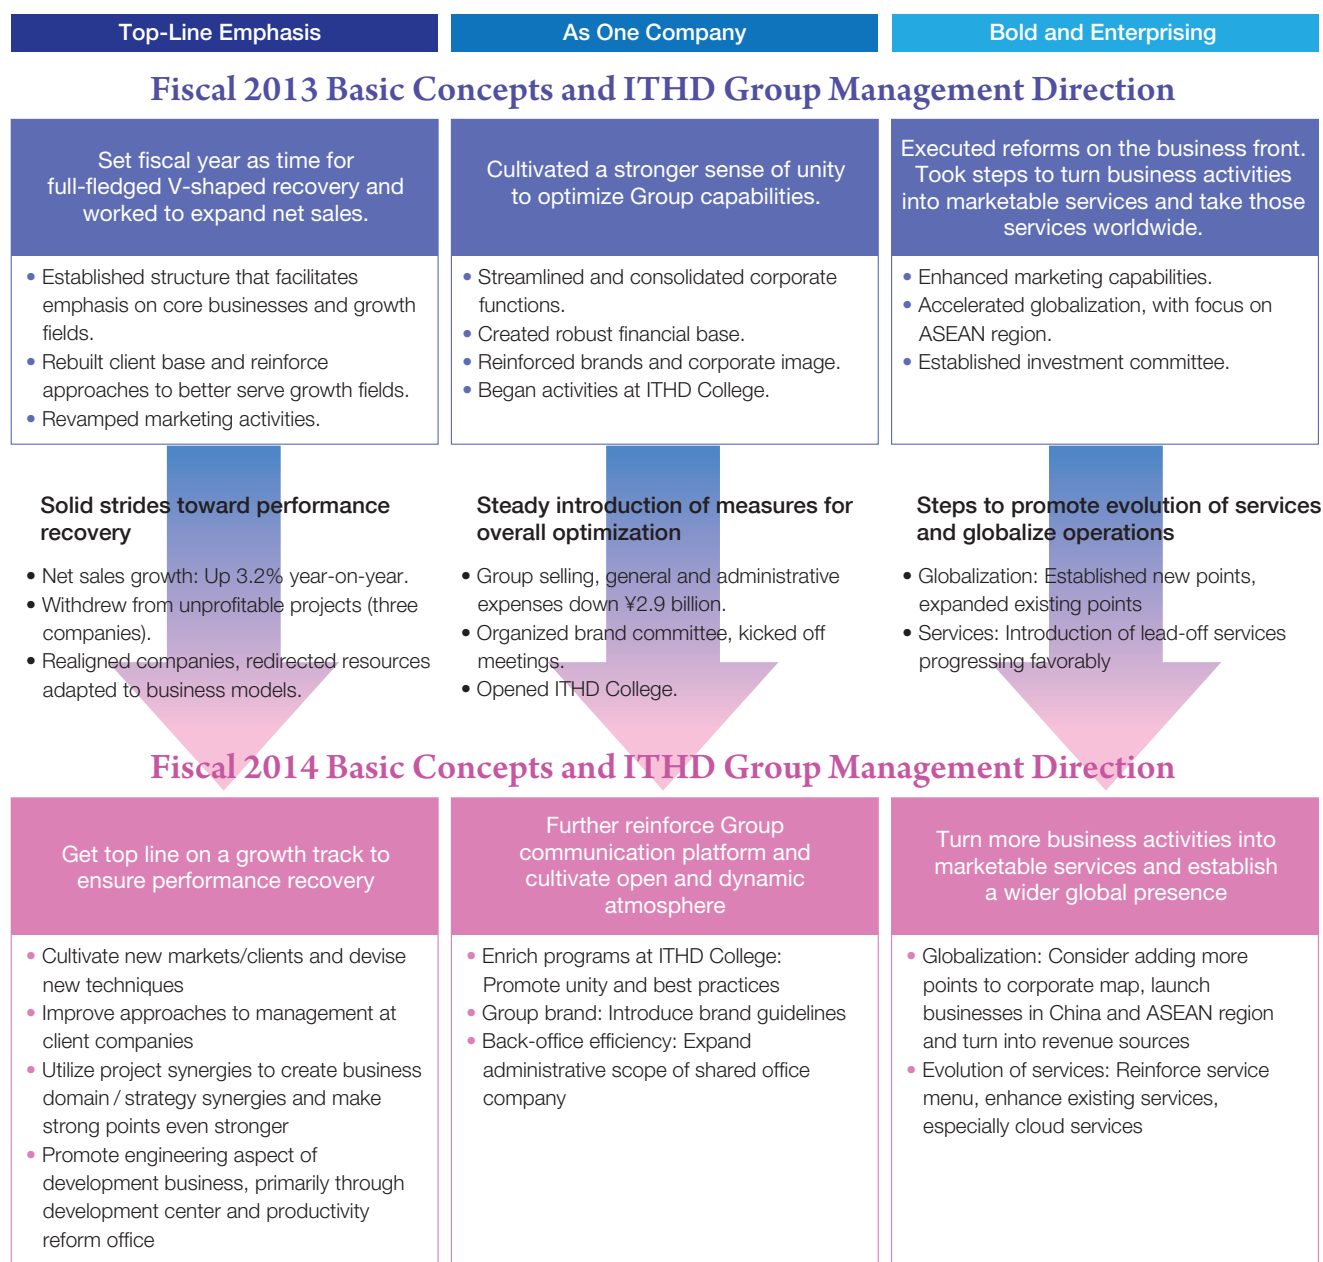 Top-Line Emphasis
As One Company
Bold and Enterprising
Fiscal 2013 Basic Concepts and ITHD Group Management Direction
Set fiscal year as time for
full-fledged V-shaped recovery and
worked to expand net sales.
• Established structure that facilitates
emphasis on core businesses and growth
fields.
• Rebuilt client base and reinforce
approaches to better serve growth fields.
• Revamped marketing activities.
Cultivated a stronger sense of unity
to optimize Group capabilities.
• Streamlined and consolidated corporate
functions.
• Created robust financial base.
• Reinforced brands and corporate image.
• Began activities at ITHD College.
Executed reforms on the business front.
Took steps to turn business activities
into marketable services and take those
services worldwide.
• Enhanced marketing capabilities.
• Accelerated globalization, with focus on
ASEAN region.
• Established investment committee.
Solid strides toward performance
recovery
• Net sales growth: Up 3.2% year-on-year.
• Withdrew from unprofitable projects (three
companies).
• Realigned companies, redirected resources
adapted to business models.
Steady introduction of measures for
overall optimization
• Group selling, general and administrative
expenses down ¥2.9 billion.
• Organized brand committee, kicked off
meetings.
• Opened ITHD College.
Steps to promote evolution of services
and globalize operations
• Globalization: Established new points,
expanded existing points
• Services: Introduction of lead-off services
progressing favorably
Fiscal 2014 Basic Concepts and ITHD Group Management Direction
Get top line on a growth track to
ensure performance recovery
• Cultivate new markets/clients and devise
new techniques
• Improve approaches to management at
client companies
• Utilize project synergies to create business
domain / strategy synergies and make
strong points even stronger
• Promote engineering aspect of
development business, primarily through
development center and productivity
reform office
Further reinforce Group
communication platform and
cultivate open and dynamic
atmosphere
• Enrich programs at ITHD College:
Promote unity and best practices
• Group brand: Introduce brand guidelines
• Back-office efficiency: Expand
administrative scope of shared office
company
Turn more business activities into
marketable services and establish
a wider global presence
• Globalization: Consider adding more
points to corporate map, launch
businesses in China and ASEAN region
and turn into revenue sources
• Evolution of services: Reinforce service
menu, enhance existing services,
especially cloud services